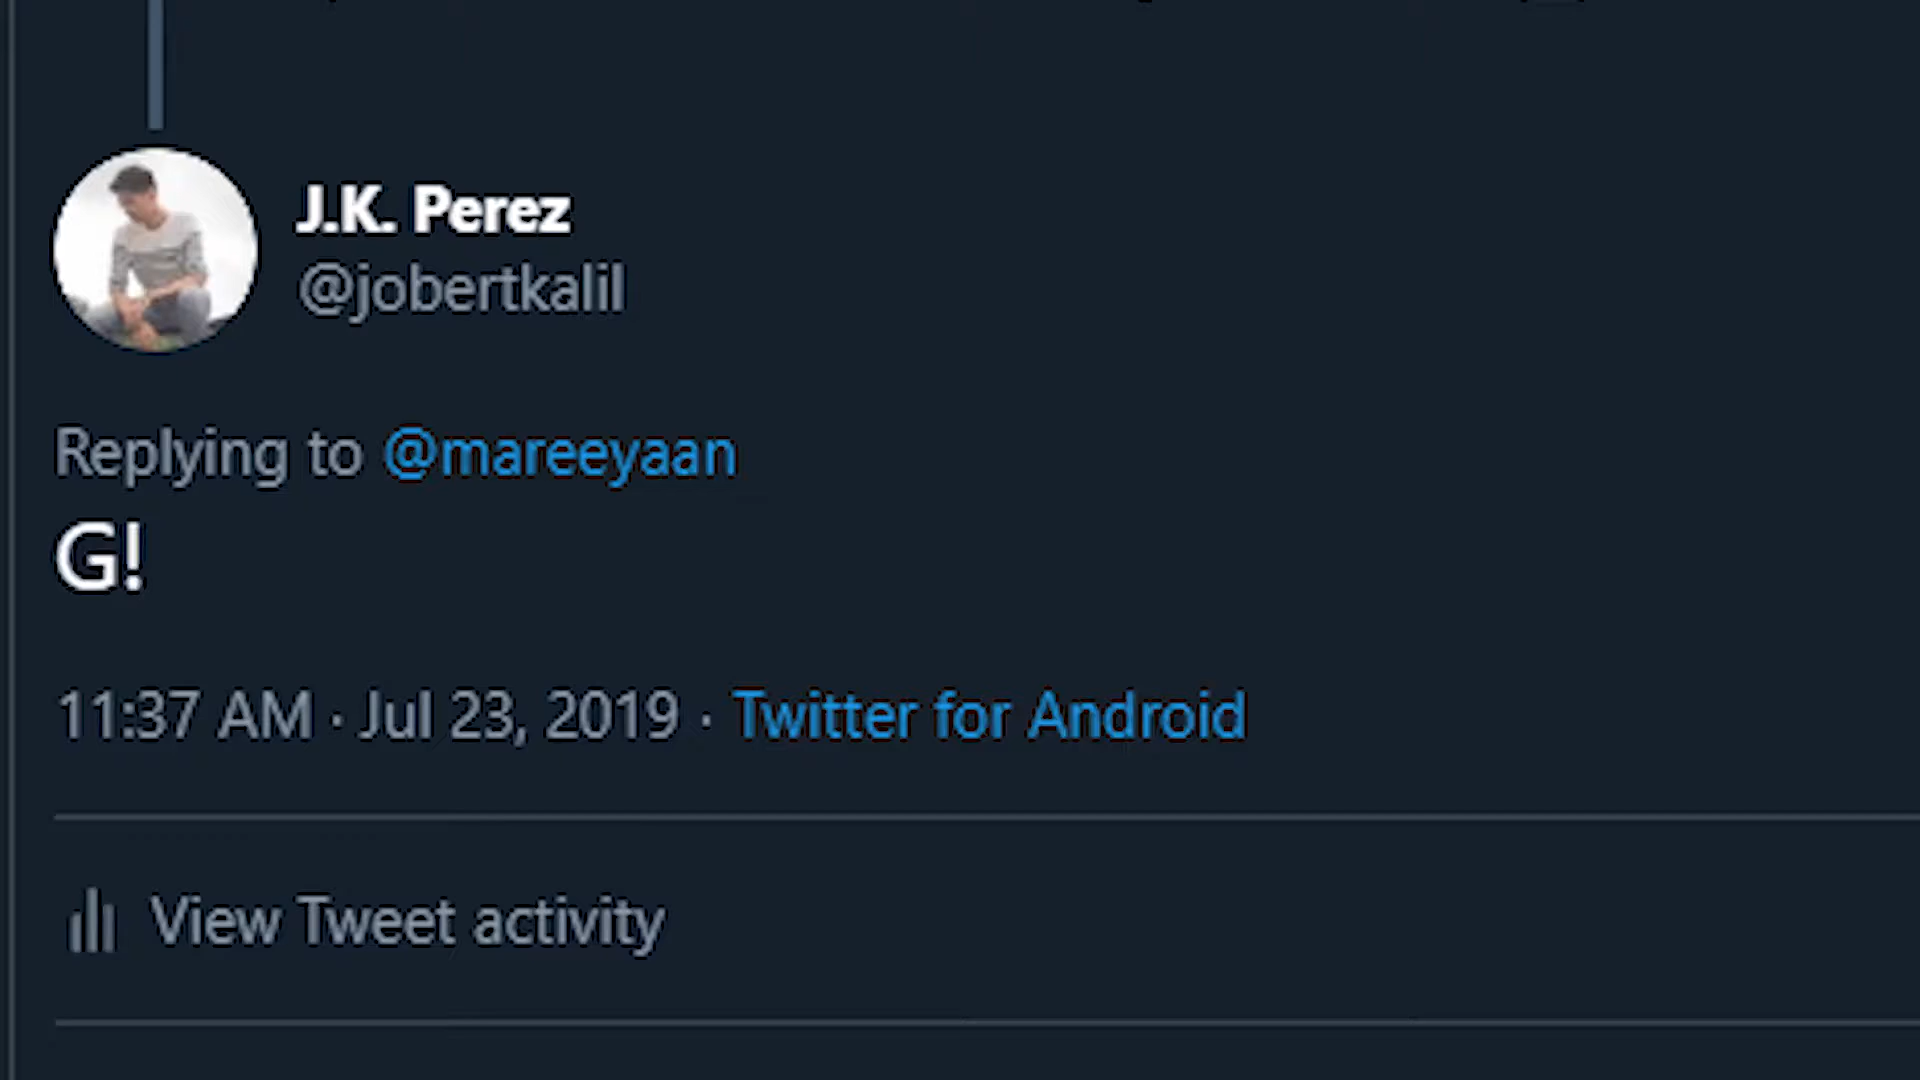 J.K. Perez
@jobertkalil
Replying to @mareeyaan
G!
11:37 AM · Jul 23, 2019 · Twitter for Android
View Tweet activity